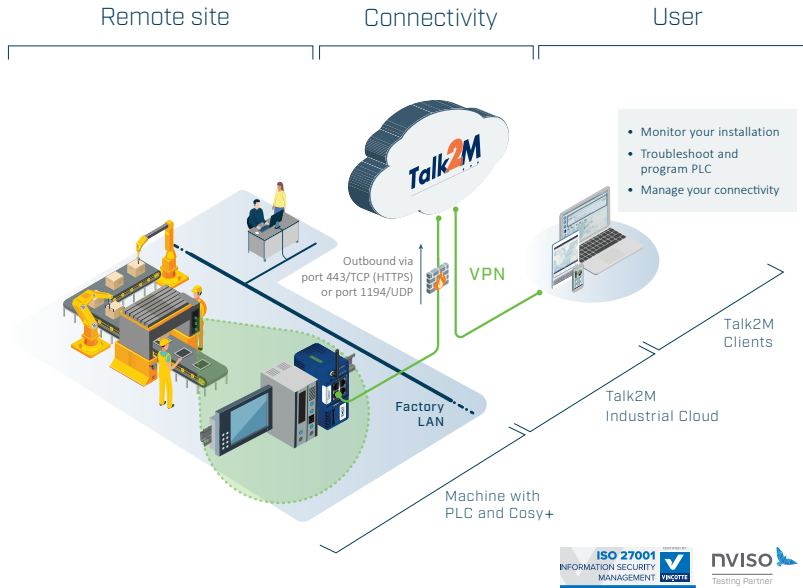 Remote site
Connectivity
User
Talk2M
• Monitor your installation
• Troubleshoot and
program PLC
• Manage your connectivity
Outbound via
port 443/TCP (HTTPS)
or port 1194/UDP
VPN
Talk2M
Clients
Talk2M
Industrial Cloud
Factory
LAN
Machine with
PLC and Cosy+
ISO 27001
INFORMATION SECURITY
MANAGEMENT
VINÇOTTE
nviso
Testing Partner